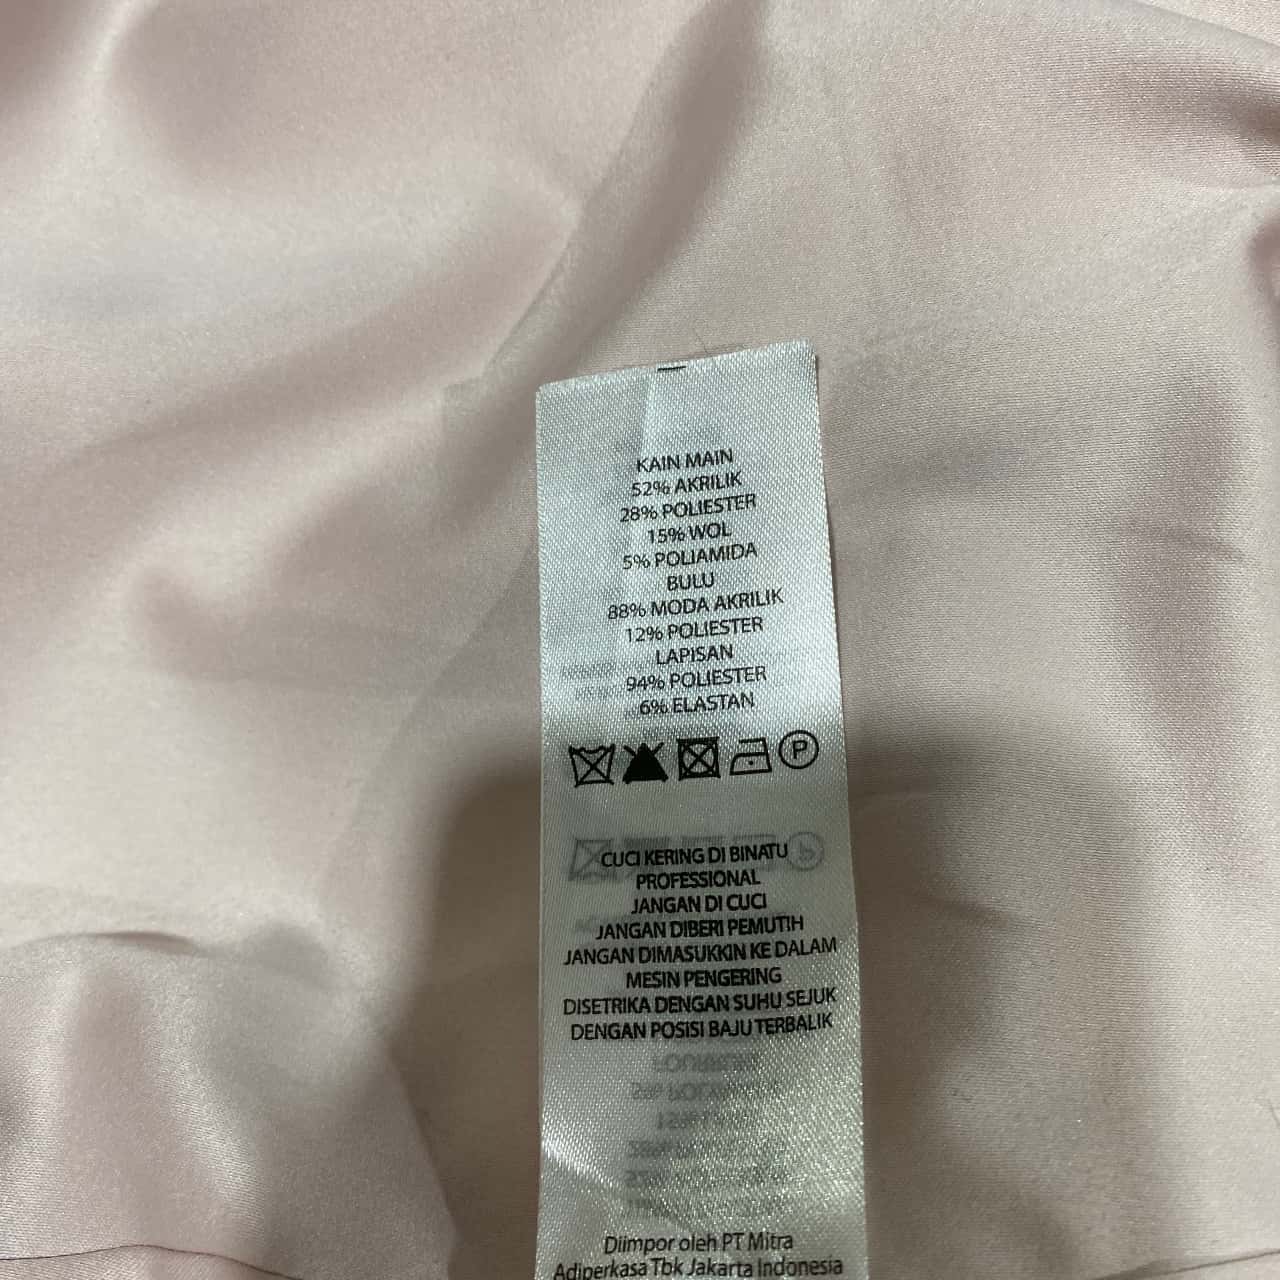 KAIN MAIN
52% AKRILIK
28% POLIESTER
15% WOL
5% POLIAMIDA
BULU
88% MODA AKRILIK
12% POLIESTER
LAPISAN
94% POLIESTER
6% ELASTAN
P
CUCI KERING DI BINATU
PROFESSIONAL
JANGAN DI CUCI
JANGAN DIBERI PEMUTIH
JANGAN DIMASUKKIN KE DALAM
MESIN PENGERING
DISETRIKA DENGAN SUHU SEJUK
DENGAN POSISI BAJU TERBALIK
Diimpor oleh PT Mitra
Adiperkasa Tbk Jakarta Indonesia